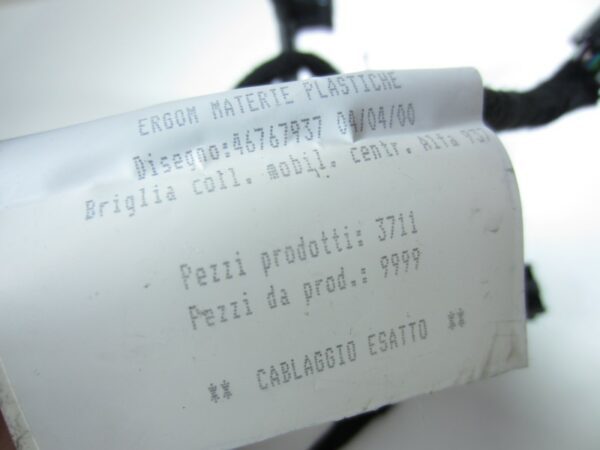 ERGOM MATERIE PLASTICHE
Disegno:46767937 04/04/00
Briglia coll. mobil. centr. Alfa 937
Pezzi prodotti: 3711
Pezzi da prod.: 9999
** CABLAGGIO ESATTO **